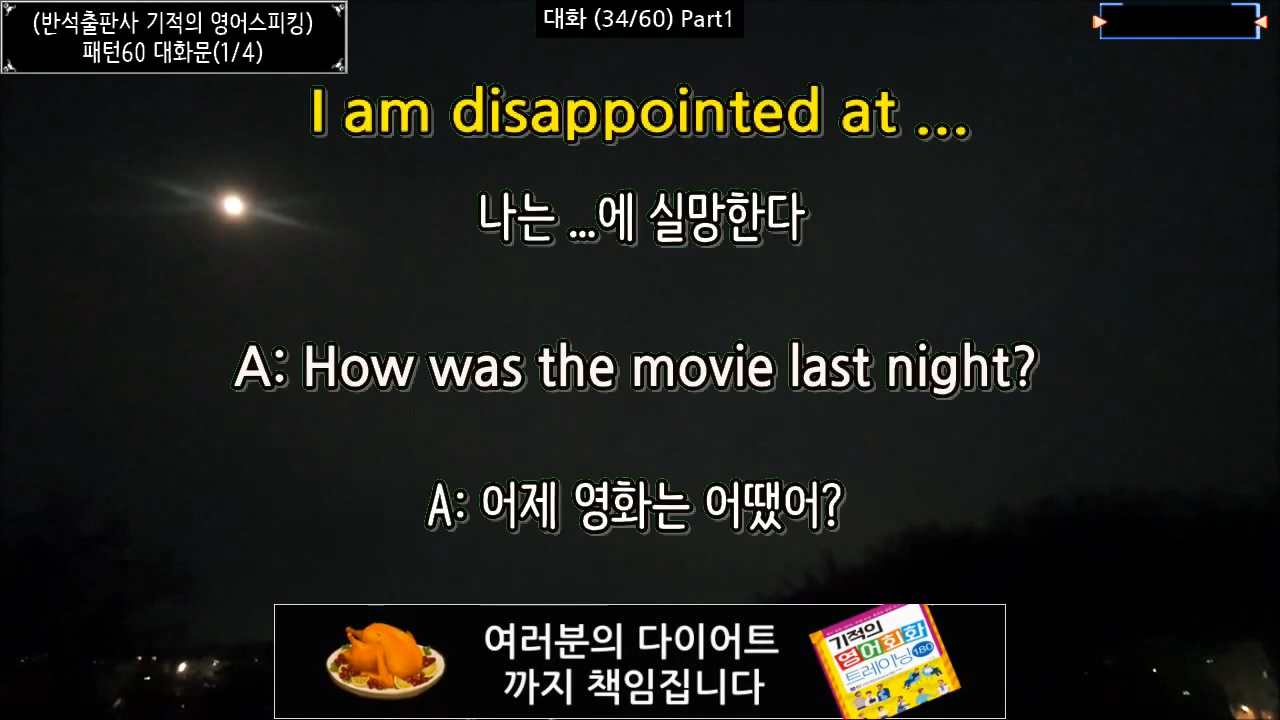 (반석출판사 기적의 영어스피킹)
패턴60 대화문(1/4)
대화 (34/60) Part1
I am disappointed at ...
나는 ...에 실망한다
A: How was the movie last night?
A: 어제 영화는 어땠어?
여러분의 다이어트
까지 책임집니다
기적의
영어회화
트레이닝
180